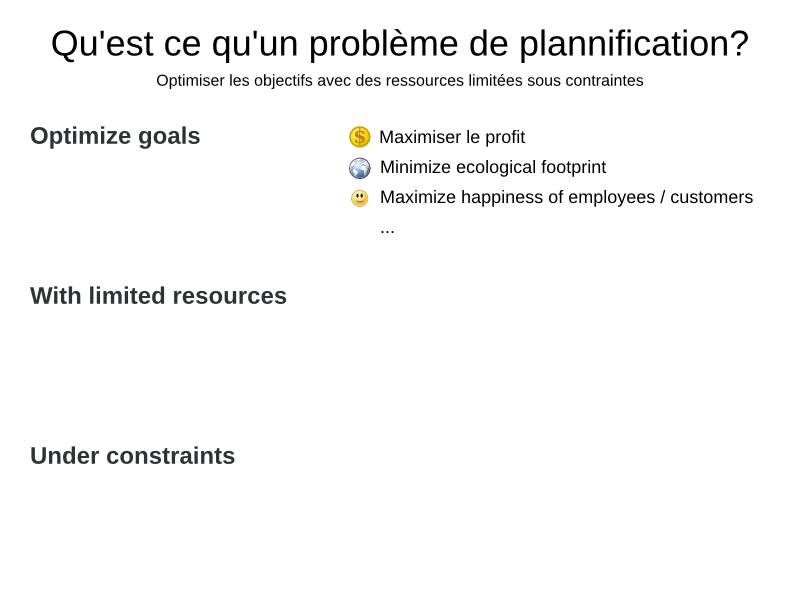 Qu'est ce qu'un problème de plannification?
Optimiser les objectifs avec des ressources limitées sous contraintes
Optimize goals
$ Maximiser le profit
Minimize ecological footprint
Maximize happiness of employees / customers
...
With limited resources
Under constraints